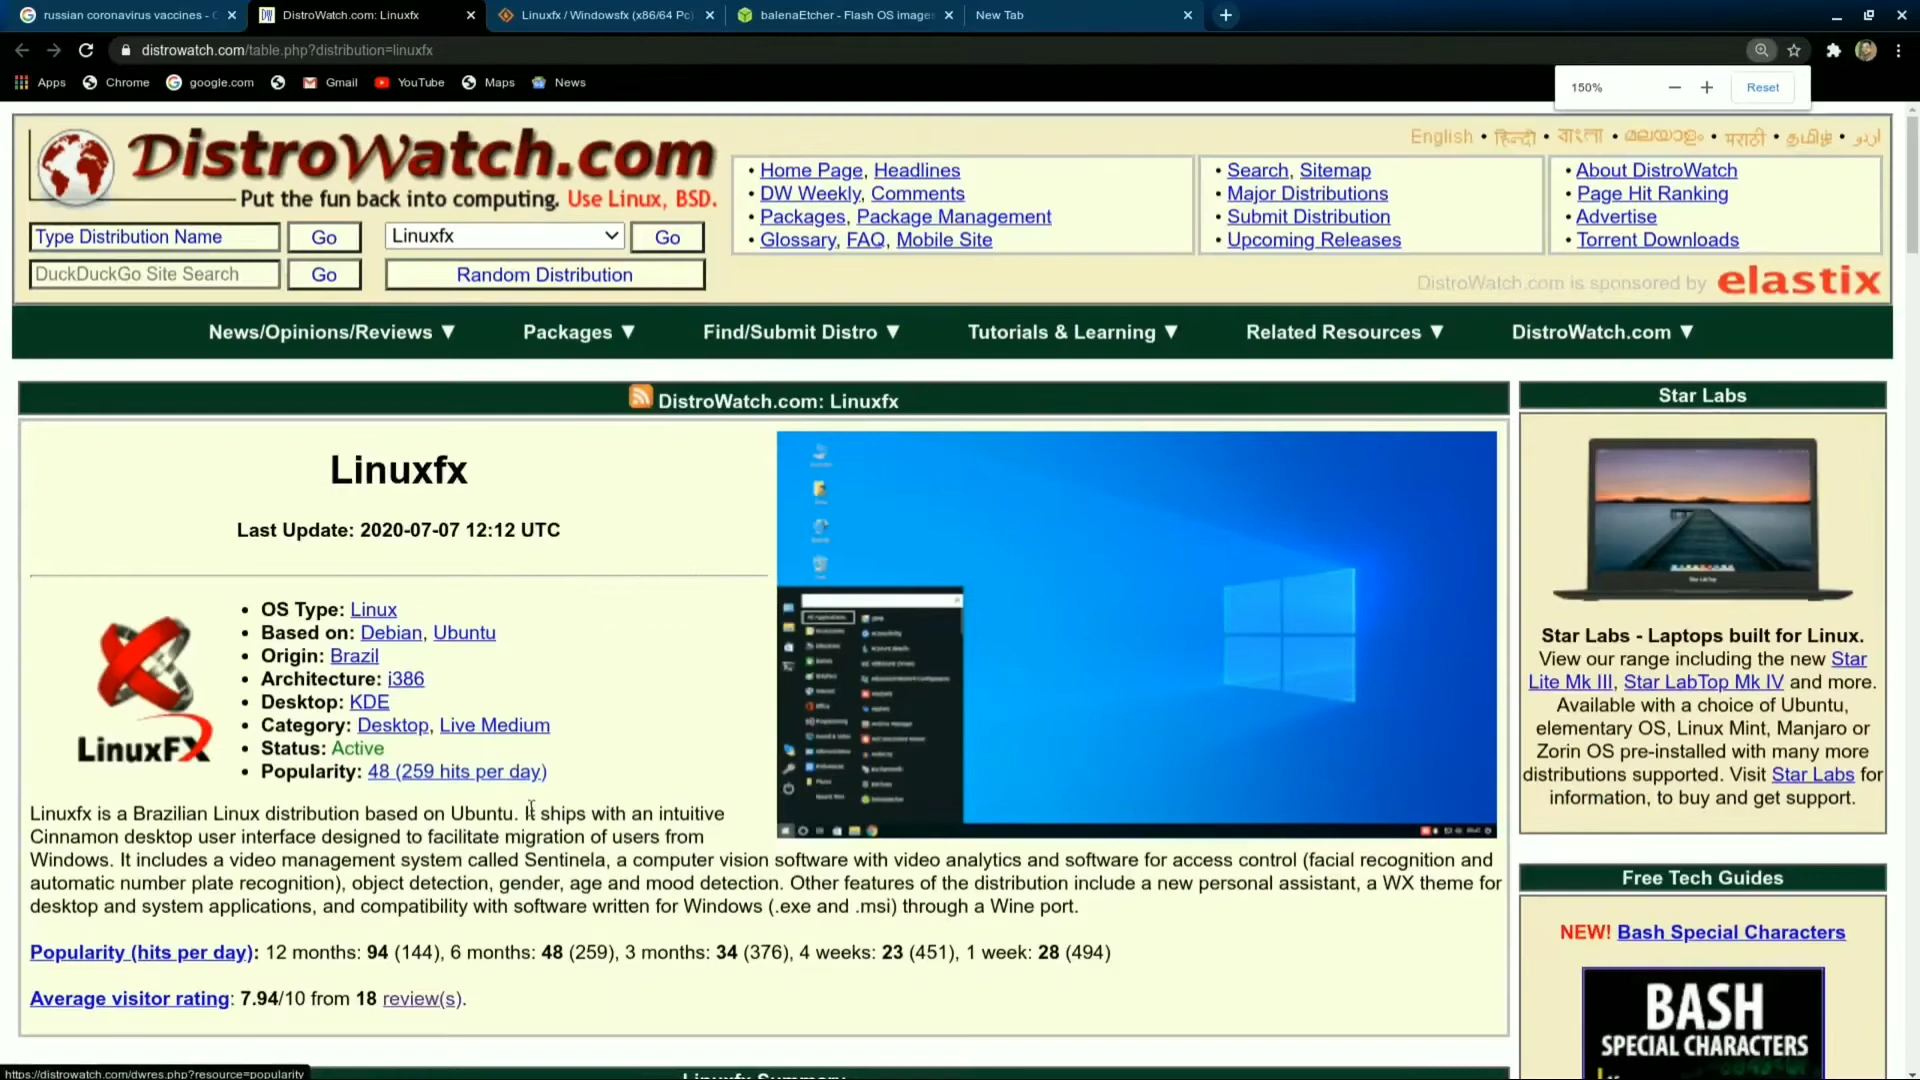 russian coronavirus vaccines -
DistroWatch.com: Linuxfx
Linuxfx / Windowsfx (x86/64 Pc)
balenaEtcher - Flash OS image
New Tab
distrowatch.com/table.php?distribution=linuxfx
Apps
Chrome
google.com
Gmail
YouTube
Maps
News
150%
Reset
DistroWatch.com
Put the fun back into computing. Use Linux, BSD.
English • हिन्दी • বাংলা • മലയാളം • मराठी • தமிழ் • اردو
Type Distribution Name
Go
Linuxfx
Go
DuckDuckGo Site Search
Go
Random Distribution
• Home Page, Headlines
• DW Weekly, Comments
• Packages, Package Management
• Glossary, FAQ, Mobile Site
• Search, Sitemap
• Major Distributions
• Submit Distribution
• Upcoming Releases
• About DistroWatch
• Page Hit Ranking
• Advertise
• Torrent Downloads
DistroWatch.com is sponsored by elastix
News/Opinions/Reviews ▼
Packages ▼
Find/Submit Distro ▼
Tutorials & Learning ▼
Related Resources ▼
DistroWatch.com ▼
DistroWatch.com: Linuxfx
Linuxfx
Last Update: 2020-07-07 12:12 UTC
LinuxFX
• OS Type: Linux
• Based on: Debian, Ubuntu
• Origin: Brazil
• Architecture: i386
• Desktop: KDE
• Category: Desktop, Live Medium
• Status: Active
• Popularity: 48 (259 hits per day)
Linuxfx is a Brazilian Linux distribution based on Ubuntu. It ships with an intuitive
Cinnamon desktop user interface designed to facilitate migration of users from
Windows. It includes a video management system called Sentinela, a computer vision software with video analytics and software for access control (facial recognition and
automatic number plate recognition), object detection, gender, age and mood detection. Other features of the distribution include a new personal assistant, a WX theme for
desktop and system applications, and compatibility with software written for Windows (.exe and .msi) through a Wine port.
Popularity (hits per day): 12 months: 94 (144), 6 months: 48 (259), 3 months: 34 (376), 4 weeks: 23 (451), 1 week: 28 (494)
Average visitor rating: 7.94/10 from 18 review(s).
Star Labs
Star Labs - Laptops built for Linux.
View our range including the new Star
Lite Mk III, Star LabTop Mk IV and more.
Available with a choice of Ubuntu,
elementary OS, Linux Mint, Manjaro or
Zorin OS pre-installed with many more
distributions supported. Visit Star Labs for
information, to buy and get support.
Free Tech Guides
NEW! Bash Special Characters
BASH
SPECIAL CHARACTERS
https://distrowatch.com/dwres.php?resource=popularity
Linuxfx Summary